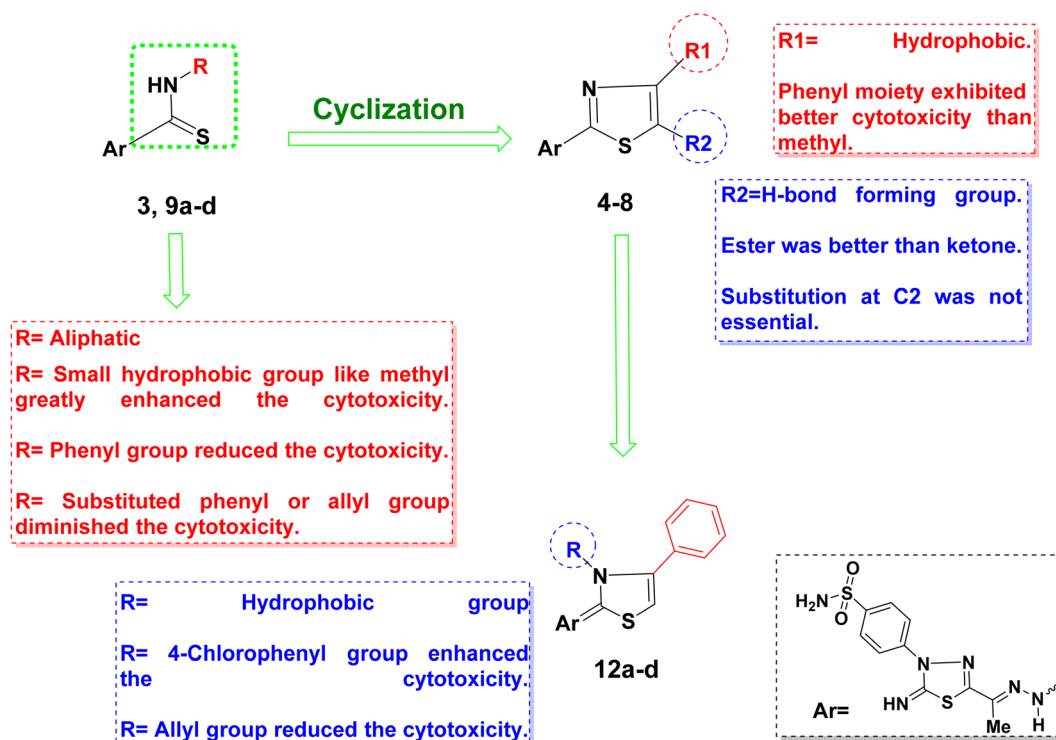 HN
R
Ar
S
3, 9a-d
Cyclization
N
R1
Ar
S
R2
4-8
R1= Hydrophobic.
Phenyl moiety exhibited
better cytotoxicity than
methyl.
R2=H-bond forming group.
Ester was better than ketone.
Substitution at C2 was not
essential.
R= Aliphatic
R= Small hydrophobic group like methyl
greatly enhanced the cytotoxicity.
R= Phenyl group reduced the cytotoxicity.
R= Substituted phenyl or allyl group
diminished the cytotoxicity.
R
N
Ar
S
12a-d
R= Hydrophobic group
R= 4-Chlorophenyl group enhanced
the cytotoxicity.
R= Allyl group reduced the cytotoxicity.
O
H₂N S
O
N N
HN S N N
Me H
Ar=